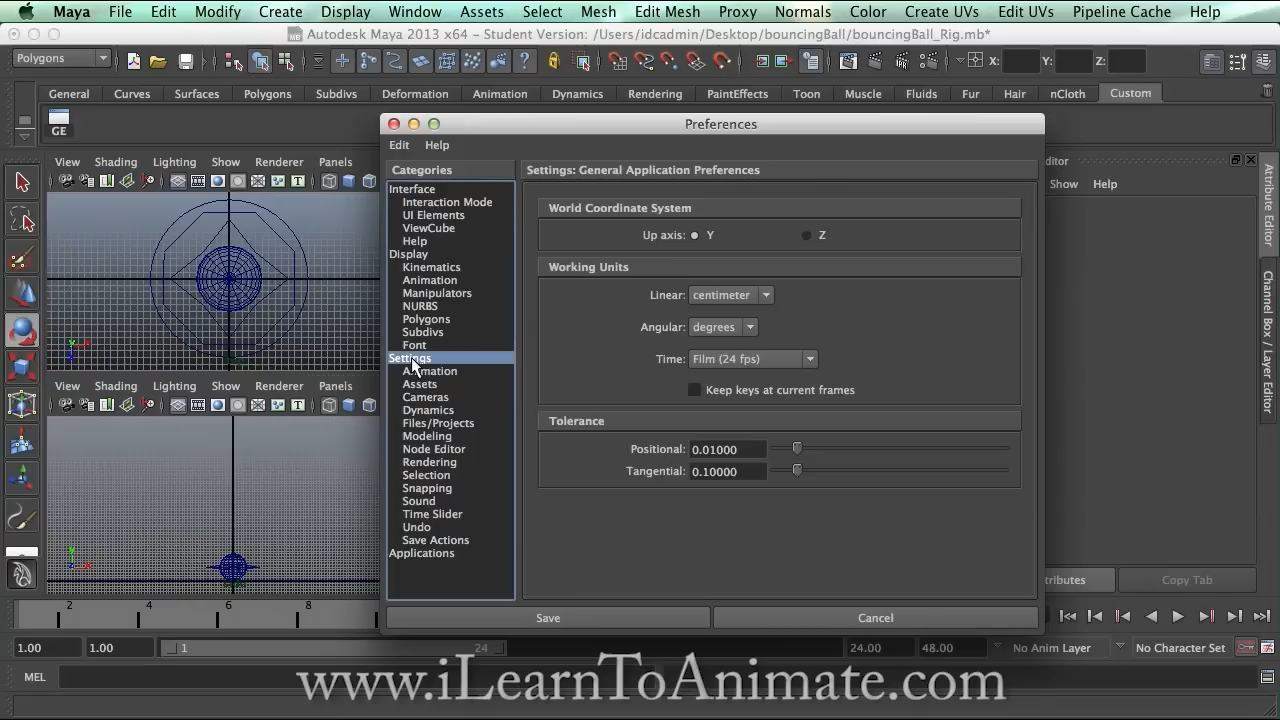 Maya File Edit Modify Create Display Window Assets Select Mesh Edit Mesh Proxy Normals Color Create UVs Edit UVs Pipeline Cache Help
Autodesk Maya 2013 x64 - Student Version: /Users/idcadmin/Desktop/bouncingBall/bouncingBall_Rig.mb*
Polygons X: Y: Z:
General Curves Surfaces Polygons Subdivs Deformation Animation Dynamics Rendering PaintEffects Toon Muscle Fluids Fur Hair nCloth Custom
GE
Preferences
Edit Help
View Shading Lighting Show Renderer Panels
Categories
Settings: General Application Preferences
Interface
Interaction Mode
UI Elements
ViewCube
Help
Display
Kinematics
Animation
Manipulators
NURBS
Polygons
Subdivs
Font
Settings
Animation
Assets
Cameras
Dynamics
Files/Projects
Modeling
Node Editor
Rendering
Selection
Snapping
Sound
Time Slider
Undo
Save Actions
Applications
World Coordinate System
Up axis: Y Z
Working Units
Linear: centimeter
Angular: degrees
Time: Film (24 fps)
Keep keys at current frames
Tolerance
Positional: 0.01000
Tangential: 0.10000
Save Cancel
ditor
Show Help
Attribute Editor
Channel Box / Layer Editor
tributes Copy Tab
View Shading Lighting Show Renderer Panels
y x
z
y
z x
2 4 6 8
1.00 1.00 1 24 24.00 48.00 No Anim Layer No Character Set
MEL
www.iLearnToAnimate.com